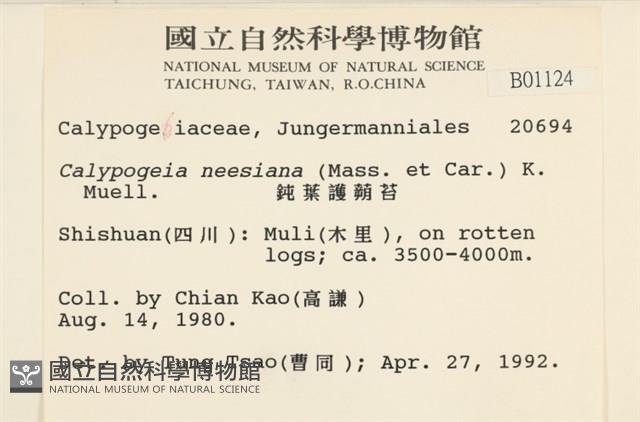 國立自然科學博物館
NATIONAL MUSEUM OF NATURAL SCIENCE
TAICHUNG, TAIWAN, R.O.CHINA
B01124
Calypogeiaceae, Jungermanniales 20694
Calypogeia neesiana (Mass. et Car.) K.
Muell. 鈍葉護蒴苔
Shishuan(四川): Muli(木里), on rotten
logs; ca. 3500-4000m.
Coll. by Chian Kao(高謙)
Aug. 14, 1980.
Det. by Tung Tsao(曹同); Apr. 27, 1992.
國立自然科學博物館
NATIONAL MUSEUM OF NATURAL SCIENCE